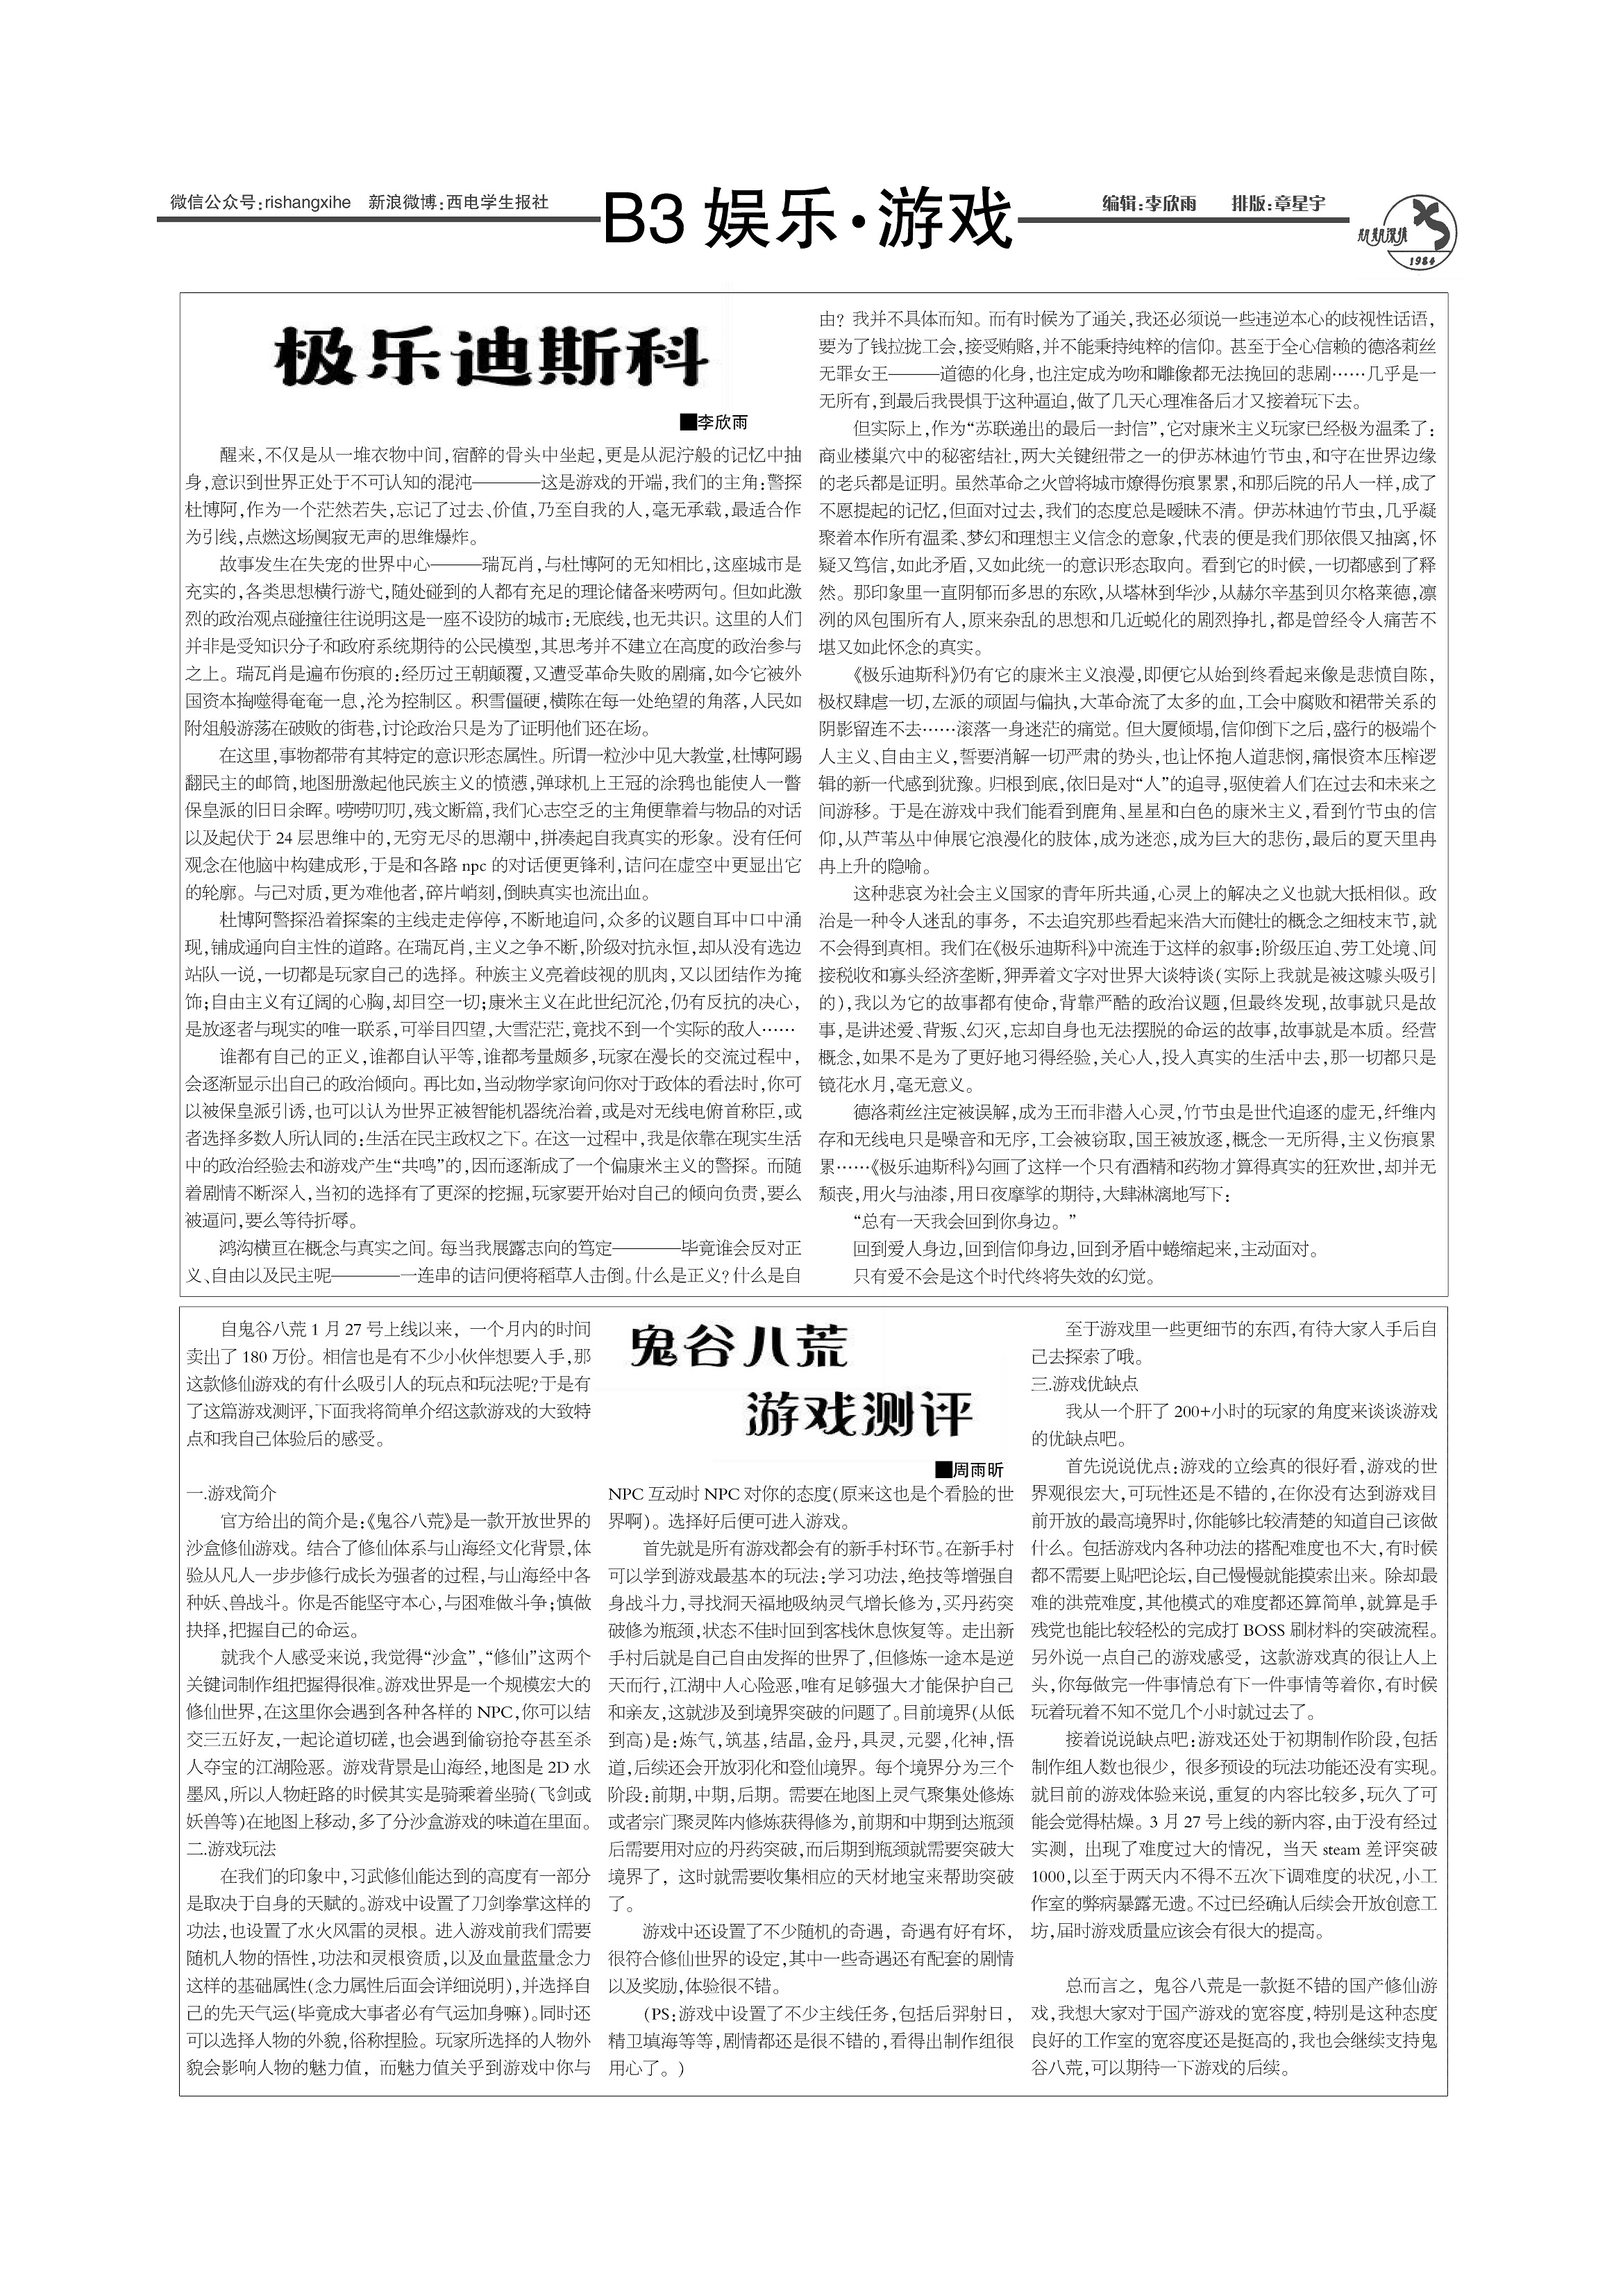 微信公众号:rishangxihe 新浪微博:西电学生报社
B3 娱乐·游戏
编辑:李欣雨 排版:章星宇
1984
极乐迪斯科
■李欣雨
醒来,不仅是从一堆衣物中间,宿醉的骨头中坐起,更是从泥泞般的记忆中抽
身,意识到世界正处于不可认知的混沌————这是游戏的开端,我们的主角:警探
杜博阿,作为一个茫然若失,忘记了过去、价值,乃至自我的人,毫无承载,最适合作
为引线,点燃这场阒寂无声的思维爆炸。
故事发生在失宠的世界中心———瑞瓦肖,与杜博阿的无知相比,这座城市是
充实的,各类思想横行游弋,随处碰到的人都有充足的理论储备来唠两句。但如此激
烈的政治观点碰撞往往说明这是一座不设防的城市:无底线,也无共识。这里的人们
并非是受知识分子和政府系统期待的公民模型,其思考并不建立在高度的政治参与
之上。瑞瓦肖是遍布伤痕的:经历过王朝颠覆,又遭受革命失败的剧痛,如今它被外
国资本掏噬得奄奄一息,沦为控制区。积雪僵硬,横陈在每一处绝望的角落,人民如
附俎般游荡在破败的街巷,讨论政治只是为了证明他们还在场。
在这里,事物都带有其特定的意识形态属性。所谓一粒沙中见大教堂,杜博阿踢
翻民主的邮筒,地图册激起他民族主义的愤懑,弹球机上王冠的涂鸦也能使人一瞥
保皇派的旧日余晖。唠唠叨叨,残文断篇,我们心志空乏的主角便靠着与物品的对话
以及起伏于 24 层思维中的,无穷无尽的思潮中,拼凑起自我真实的形象。没有任何
观念在他脑中构建成形,于是和各路 npc 的对话便更锋利,诘问在虚空中更显出它
的轮廓。与己对质,更为难他者,碎片峭刻,倒映真实也流出血。
杜博阿警探沿着探案的主线走走停停,不断地追问,众多的议题自耳中口中涌
现,铺成通向自主性的道路。在瑞瓦肖,主义之争不断,阶级对抗永恒,却从没有选边
站队一说,一切都是玩家自己的选择。种族主义亮着歧视的肌肉,又以团结作为掩
饰;自由主义有辽阔的心胸,却目空一切;康米主义在此世纪沉沦,仍有反抗的决心,
是放逐者与现实的唯一联系,可举目四望,大雪茫茫,竟找不到一个实际的敌人……
谁都有自己的正义,谁都自认平等,谁都考量颇多,玩家在漫长的交流过程中,
会逐渐显示出自己的政治倾向。再比如,当动物学家询问你对于政体的看法时,你可
以被保皇派引诱,也可以认为世界正被智能机器统治着,或是对无线电俯首称臣,或
者选择多数人所认同的:生活在民主政权之下。在这一过程中,我是依靠在现实生活
中的政治经验去和游戏产生“共鸣”的,因而逐渐成了一个偏康米主义的警探。而随
着剧情不断深入,当初的选择有了更深的挖掘,玩家要开始对自己的倾向负责,要么
被逼问,要么等待折辱。
鸿沟横亘在概念与真实之间。每当我展露志向的笃定————毕竟谁会反对正
义、自由以及民主呢————一连串的诘问便将稻草人击倒。什么是正义?什么是自
由?我并不具体而知。而有时候为了通关,我还必须说一些违逆本心的歧视性话语,
要为了钱拉拢工会,接受贿赂,并不能秉持纯粹的信仰。甚至于全心信赖的德洛莉丝
无罪女王———道德的化身,也注定成为吻和雕像都无法挽回的悲剧……几乎是一
无所有,到最后我畏惧于这种逼迫,做了几天心理准备后才又接着玩下去。
但实际上,作为“苏联递出的最后一封信”,它对康米主义玩家已经极为温柔了:
商业楼巢穴中的秘密结社,两大关键纽带之一的伊苏林迪竹节虫,和守在世界边缘
的老兵都是证明。虽然革命之火曾将城市燎得伤痕累累,和那后院的吊人一样,成了
不愿提起的记忆,但面对过去,我们的态度总是暧昧不清。伊苏林迪竹节虫,几乎凝
聚着本作所有温柔、梦幻和理想主义信念的意象,代表的便是我们那依偎又抽离,怀
疑又笃信,如此矛盾,又如此统一的意识形态取向。看到它的时候,一切都感到了释
然。那印象里一直阴郁而多思的东欧,从塔林到华沙,从赫尔辛基到贝尔格莱德,凛
冽的风包围所有人,原来杂乱的思想和几近蜕化的剧烈挣扎,都是曾经令人痛苦不
堪又如此怀念的真实。
《极乐迪斯科》仍有它的康米主义浪漫,即便它从始到终看起来像是悲愤自陈,
极权肆虐一切,左派的顽固与偏执,大革命流了太多的血,工会中腐败和裙带关系的
阴影留连不去……滚落一身迷茫的痛觉。但大厦倾塌,信仰倒下之后,盛行的极端个
人主义、自由主义,誓要消解一切严肃的势头,也让怀抱人道悲悯,痛恨资本压榨逻
辑的新一代感到犹豫。归根到底,依旧是对“人”的追寻,驱使着人们在过去和未来之
间游移。于是在游戏中我们能看到鹿角、星星和白色的康米主义,看到竹节虫的信
仰,从芦苇丛中伸展它浪漫化的肢体,成为迷恋,成为巨大的悲伤,最后的夏天里冉
冉上升的隐喻。
这种悲哀为社会主义国家的青年所共通,心灵上的解决之义也就大抵相似。政
治是一种令人迷乱的事务,不去追究那些看起来浩大而健壮的概念之细枝末节,就
不会得到真相。我们在《极乐迪斯科》中流连于这样的叙事:阶级压迫、劳工处境、间
接税收和寡头经济垄断,狎弄着文字对世界大谈特谈(实际上我就是被这噱头吸引
的),我以为它的故事都有使命,背靠严酷的政治议题,但最终发现,故事就只是故
事,是讲述爱、背叛、幻灭,忘却自身也无法摆脱的命运的故事,故事就是本质。经营
概念,如果不是为了更好地习得经验,关心人,投入真实的生活中去,那一切都只是
镜花水月,毫无意义。
德洛莉丝注定被误解,成为王而非潜入心灵,竹节虫是世代追逐的虚无,纤维内
存和无线电只是噪音和无序,工会被窃取,国王被放逐,概念一无所得,主义伤痕累
累……《极乐迪斯科》勾画了这样一个只有酒精和药物才算得真实的狂欢世,却并无
颓丧,用火与油漆,用日夜摩挲的期待,大肆淋漓地写下:
“总有一天我会回到你身边。”
回到爱人身边,回到信仰身边,回到矛盾中蜷缩起来,主动面对。
只有爱不会是这个时代终将失效的幻觉。
鬼谷八荒
游戏测评
■周雨昕
自鬼谷八荒 1 月 27 号上线以来,一个月内的时间
卖出了 180 万份。相信也是有不少小伙伴想要入手,那
这款修仙游戏的有什么吸引人的玩点和玩法呢?于是有
了这篇游戏测评,下面我将简单介绍这款游戏的大致特
点和我自己体验后的感受。
一.游戏简介
官方给出的简介是:《鬼谷八荒》是一款开放世界的
沙盒修仙游戏。结合了修仙体系与山海经文化背景,体
验从凡人一步步修行成长为强者的过程,与山海经中各
种妖、兽战斗。你是否能坚守本心,与困难做斗争;慎做
抉择,把握自己的命运。
就我个人感受来说,我觉得“沙盒”,“修仙”这两个
关键词制作组把握得很准。游戏世界是一个规模宏大的
修仙世界,在这里你会遇到各种各样的 NPC,你可以结
交三五好友,一起论道切磋,也会遇到偷窃抢夺甚至杀
人夺宝的江湖险恶。游戏背景是山海经,地图是 2D 水
墨风,所以人物赶路的时候其实是骑乘着坐骑(飞剑或
妖兽等)在地图上移动,多了分沙盒游戏的味道在里面。
二.游戏玩法
在我们的印象中,习武修仙能达到的高度有一部分
是取决于自身的天赋的。游戏中设置了刀剑拳掌这样的
功法,也设置了水火风雷的灵根。进入游戏前我们需要
随机人物的悟性,功法和灵根资质,以及血量蓝量念力
这样的基础属性(念力属性后面会详细说明),并选择自
己的先天气运(毕竟成大事者必有气运加身嘛)。同时还
可以选择人物的外貌,俗称捏脸。玩家所选择的人物外
貌会影响人物的魅力值,而魅力值关乎到游戏中你与
NPC 互动时 NPC 对你的态度(原来这也是个看脸的世
界啊)。选择好后便可进入游戏。
首先就是所有游戏都会有的新手村环节。在新手村
可以学到游戏最基本的玩法:学习功法,绝技等增强自
身战斗力,寻找洞天福地吸纳灵气增长修为,买丹药突
破修为瓶颈,状态不佳时回到客栈休息恢复等。走出新
手村后就是自己自由发挥的世界了,但修炼一途本是逆
天而行,江湖中人心险恶,唯有足够强大才能保护自己
和亲友,这就涉及到境界突破的问题了。目前境界(从低
到高)是:炼气,筑基,结晶,金丹,具灵,元婴,化神,悟
道,后续还会开放羽化和登仙境界。每个境界分为三个
阶段:前期,中期,后期。需要在地图上灵气聚集处修炼
或者宗门聚灵阵内修炼获得修为,前期和中期到达瓶颈
后需要用对应的丹药突破,而后期到瓶颈就需要突破大
境界了,这时就需要收集相应的天材地宝来帮助突破
了。
游戏中还设置了不少随机的奇遇,奇遇有好有坏,
很符合修仙世界的设定,其中一些奇遇还有配套的剧情
以及奖励,体验很不错。
(PS:游戏中设置了不少主线任务,包括后羿射日,
精卫填海等等,剧情都还是很不错的,看得出制作组很
用心了。)
至于游戏里一些更细节的东西,有待大家入手后自
己去探索了哦。
三.游戏优缺点
我从一个肝了 200+小时的玩家的角度来谈谈游戏
的优缺点吧。
首先说说优点:游戏的立绘真的很好看,游戏的世
界观很宏大,可玩性还是不错的,在你没有达到游戏目
前开放的最高境界时,你能够比较清楚的知道自己该做
什么。包括游戏内各种功法的搭配难度也不大,有时候
都不需要上贴吧论坛,自己慢慢就能摸索出来。除却最
难的洪荒难度,其他模式的难度都还算简单,就算是手
残党也能比较轻松的完成打 BOSS 刷材料的突破流程。
另外说一点自己的游戏感受,这款游戏真的很让人上
头,你每做完一件事情总有下一件事情等着你,有时候
玩着玩着不知不觉几个小时就过去了。
接着说说缺点吧:游戏还处于初期制作阶段,包括
制作组人数也很少,很多预设的玩法功能还没有实现。
就目前的游戏体验来说,重复的内容比较多,玩久了可
能会觉得枯燥。3 月 27 号上线的新内容,由于没有经过
实测,出现了难度过大的情况,当天 steam 差评突破
1000,以至于两天内不得不五次下调难度的状况,小工
作室的弊病暴露无遗。不过已经确认后续会开放创意工
坊,届时游戏质量应该会有很大的提高。
总而言之,鬼谷八荒是一款挺不错的国产修仙游
戏,我想大家对于国产游戏的宽容度,特别是这种态度
良好的工作室的宽容度还是挺高的,我也会继续支持鬼
谷八荒,可以期待一下游戏的后续。